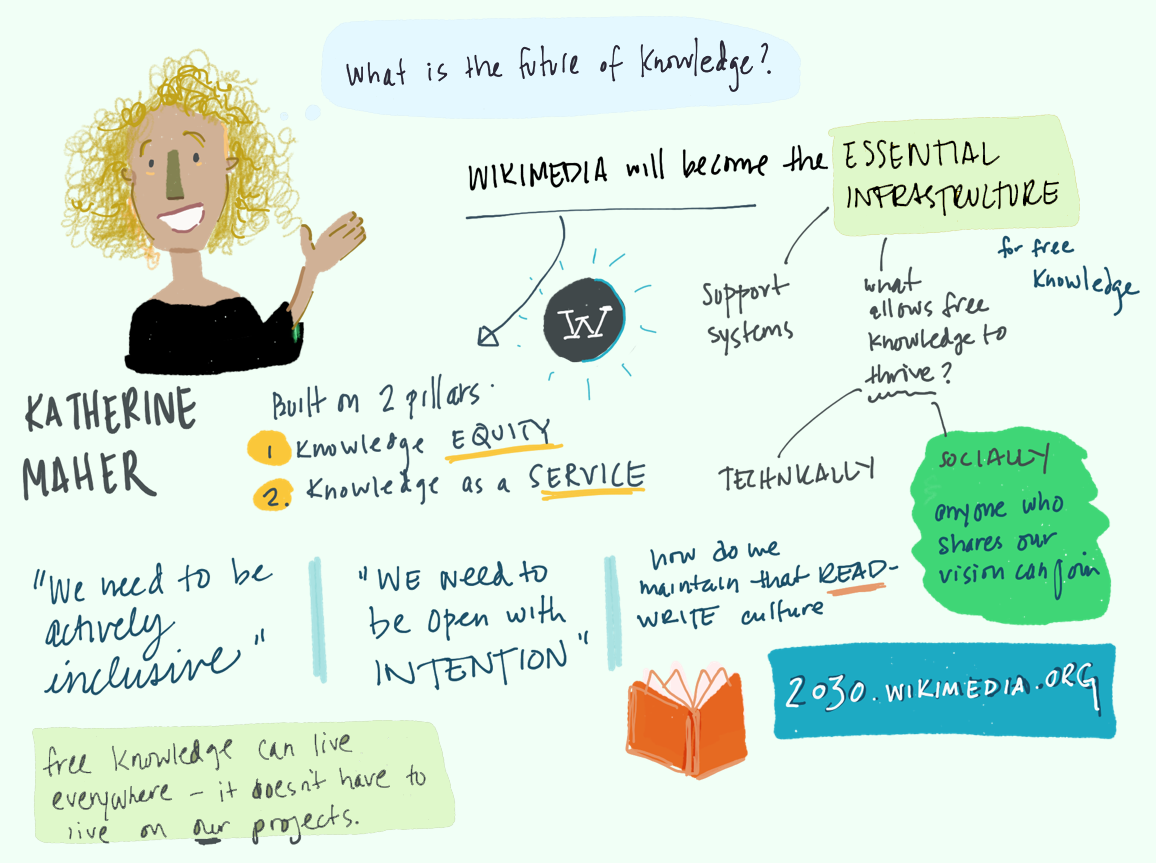 What is the future of Knowledge?
WIKIMEDIA will become the ESSENTIAL
INFRASTRUCTURE
for free
Knowledge
Support
systems
what
allows free
Knowledge to
thrive?
W
KATHERINE
MAHER
Built on 2 pillars:
1 Knowledge EQUITY
2. Knowledge as a SERVICE
TECHNICALLY
SOCIALLY
anyone who
shares our
vision can join
"We need to be
actively
inclusive"
"WE need to
be open with
INTENTION"
how do we
maintain that READ-
WRITE culture
2030.WIKIMEDIA.ORG
free Knowledge can live
everywhere - it doesn't have to
live on our projects.